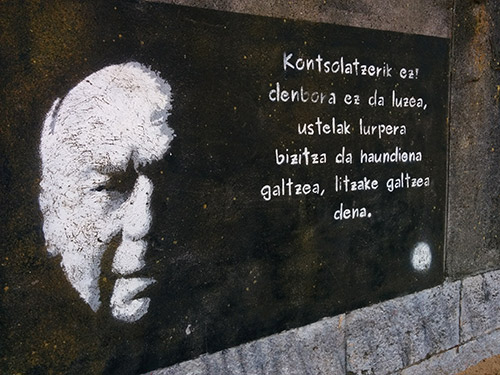 Kontsolatzerik ez!
denbora ez da luzea,
ustelak lurpera
bizitza da haundiena
galtzea, litzake galtzea
dena.